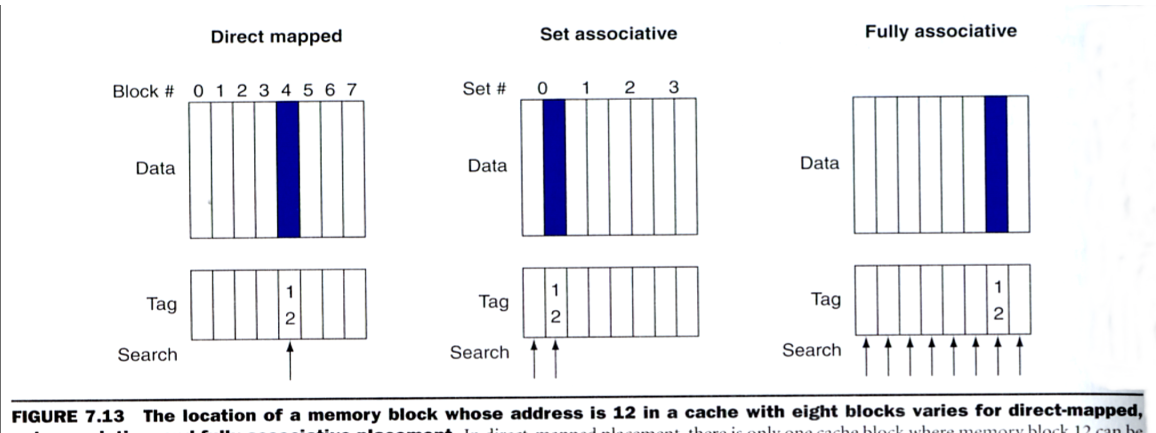 Direct mapped
Block # 0 1 2 3 4 5 6 7
Data
Tag
1
2
Search
Set associative
Set # 0 1 2 3
Data
Tag
1
2
Search
Fully associative
Data
Tag
1
2
Search
FIGURE 7.13 The location of a memory block whose address is 12 in a cache with eight blocks varies for direct-mapped,